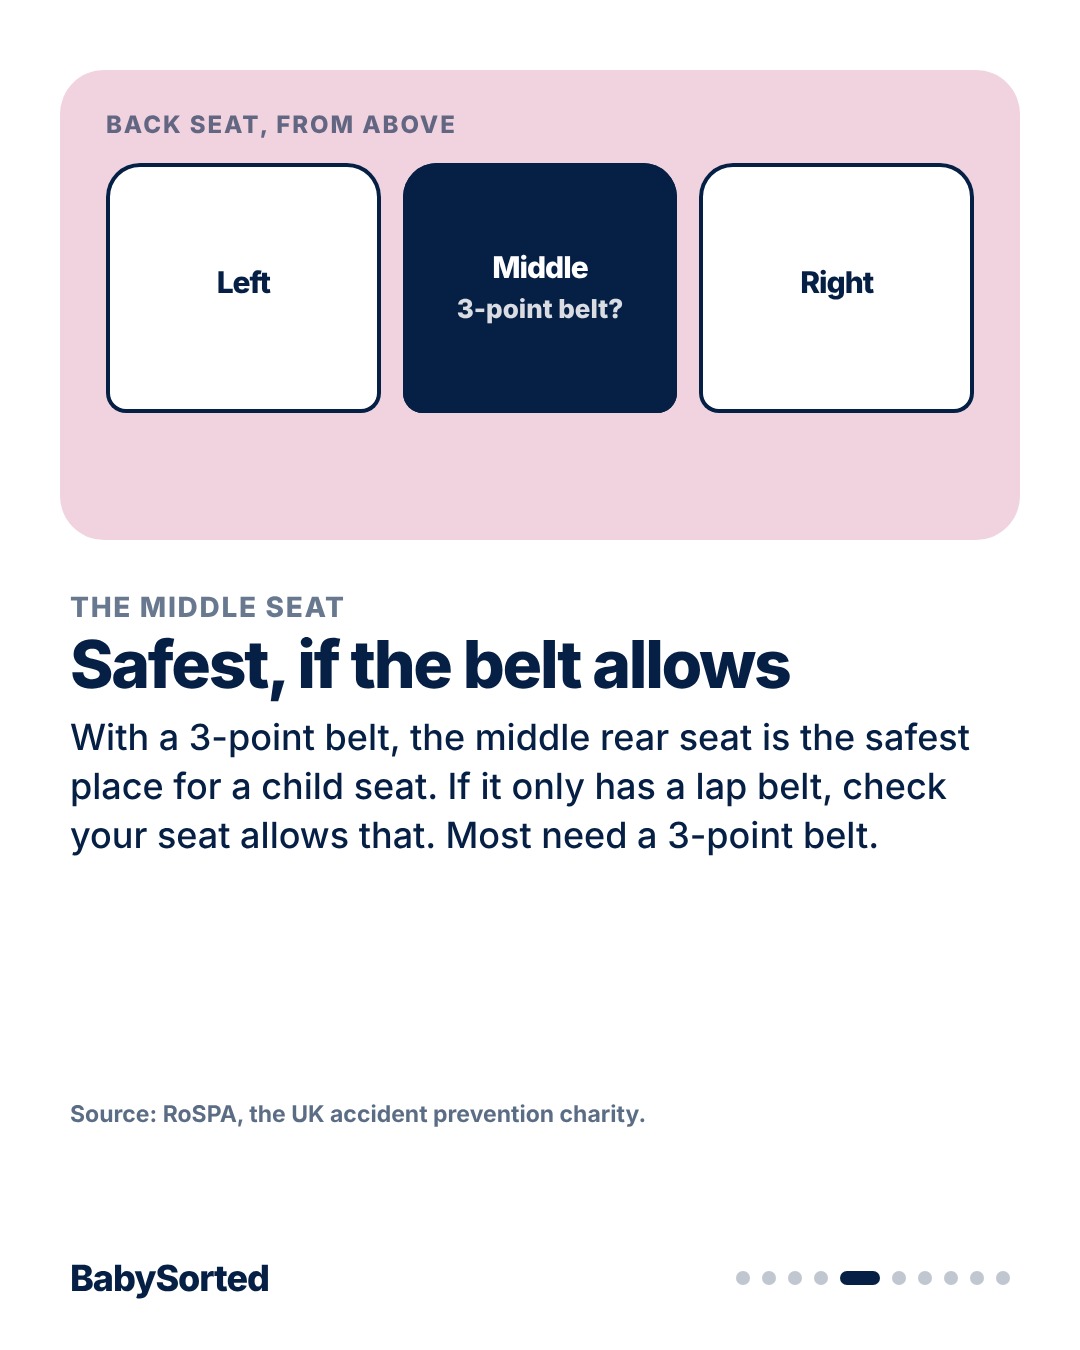 BACK SEAT, FROM ABOVE
Left
Middle
3-point belt?
Right
THE MIDDLE SEAT
Safest, if the belt allows
With a 3-point belt, the middle rear seat is the safest
place for a child seat. If it only has a lap belt, check
your seat allows that. Most need a 3-point belt.
Source: RoSPA, the UK accident prevention charity.
BabySorted